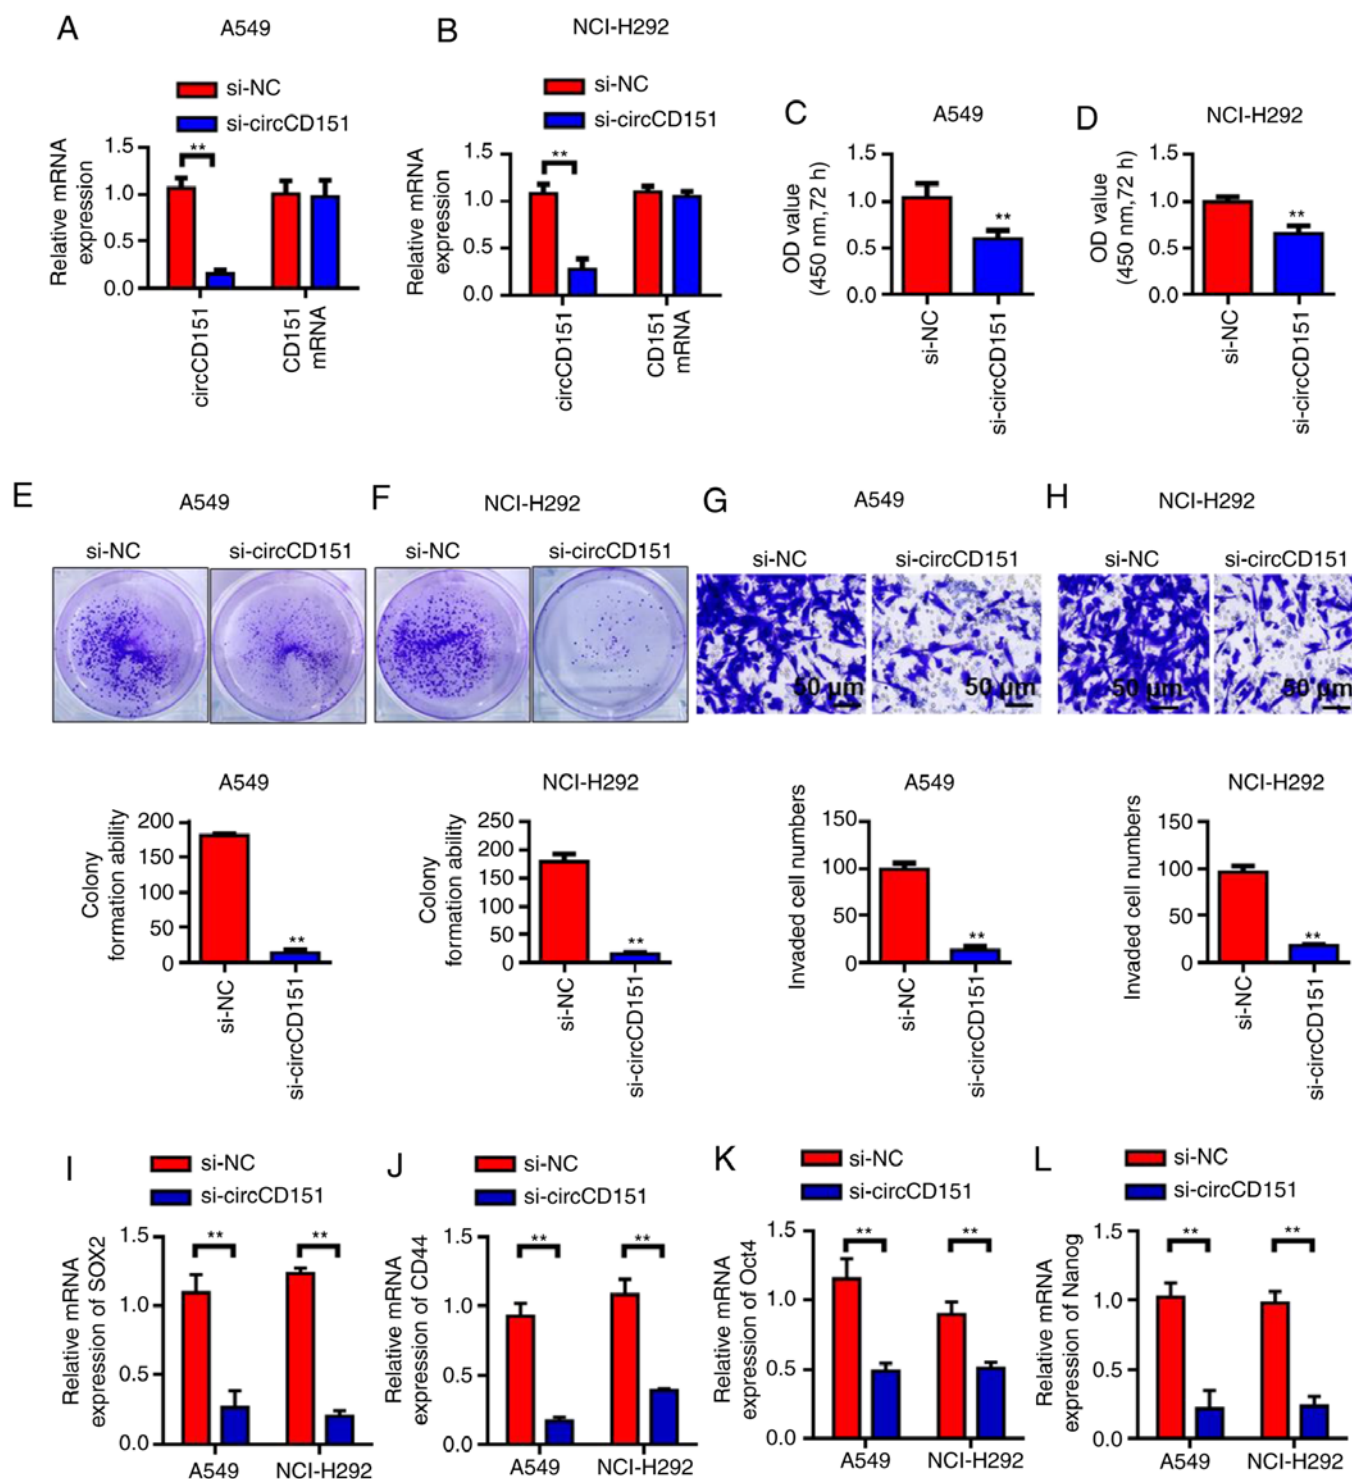 A
A549
si-NC
si-circCD151
Relative mRNA
expression
1.5
1.0
0.5
0.0
**
circCD151
CD151
mRNA
B
NCI-H292
si-NC
si-circCD151
Relative mRNA
expression
1.5
1.0
0.5
0.0
**
circCD151
CD151
mRNA
C
A549
OD value
(450 nm,72 h)
1.5
1.0
0.5
0.0
**
si-NC
si-circCD151
D
NCI-H292
OD value
(450 nm,72 h)
1.5
1.0
0.5
0.0
**
si-NC
si-circCD151
E
A549
si-NC
si-circCD151
A549
Colony
formation ability
200
150
100
50
0
**
si-NC
si-circCD151
F
NCI-H292
si-NC
si-circCD151
NCI-H292
Colony
formation ability
250
200
150
100
50
0
**
si-NC
si-circCD151
G
A549
si-NC
si-circCD151
50 μm
50 μm
A549
Invaded cell numbers
150
100
50
0
**
si-NC
si-circCD151
H
NCI-H292
si-NC
si-circCD151
50 μm
50 μm
NCI-H292
Invaded cell numbers
150
100
50
0
**
si-NC
si-circCD151
I
si-NC
si-circCD151
Relative mRNA
expression of SOX2
1.5
1.0
0.5
0.0
**
**
A549
NCI-H292
J
si-NC
si-circCD151
Relative mRNA
expression of CD44
1.5
1.0
0.5
0.0
**
**
A549
NCI-H292
K
si-NC
si-circCD151
Relative mRNA
expression of Oct4
1.5
1.0
0.5
0.0
**
**
A549
NCI-H292
L
si-NC
si-circCD151
Relative mRNA
expression of Nanog
1.5
1.0
0.5
0.0
**
**
A549
NCI-H292